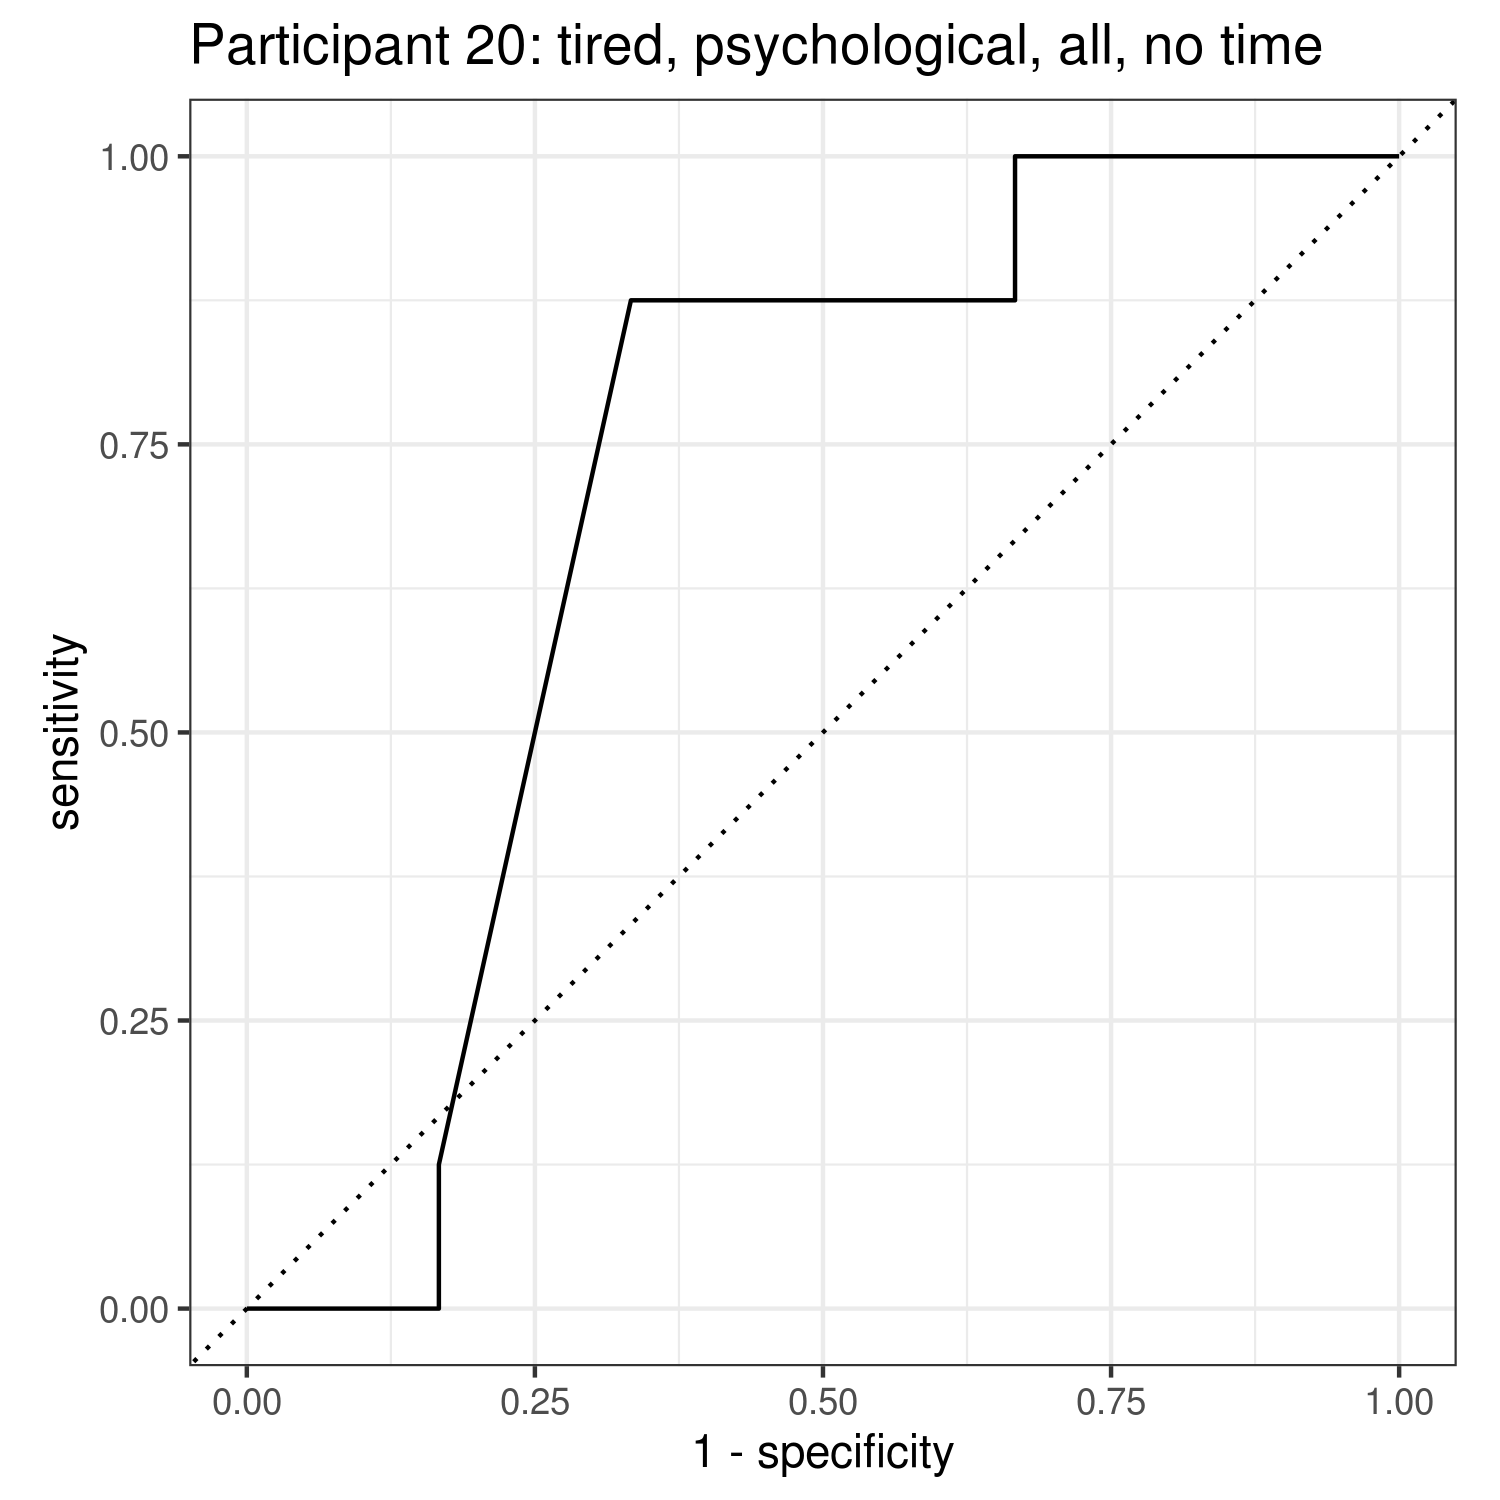 Participant 20: tired, psychological, all, no time
1.00
0.75
0.50
0.25
0.00
sensitivity
0.00 0.25 0.50 0.75 1.00
1 - specificity